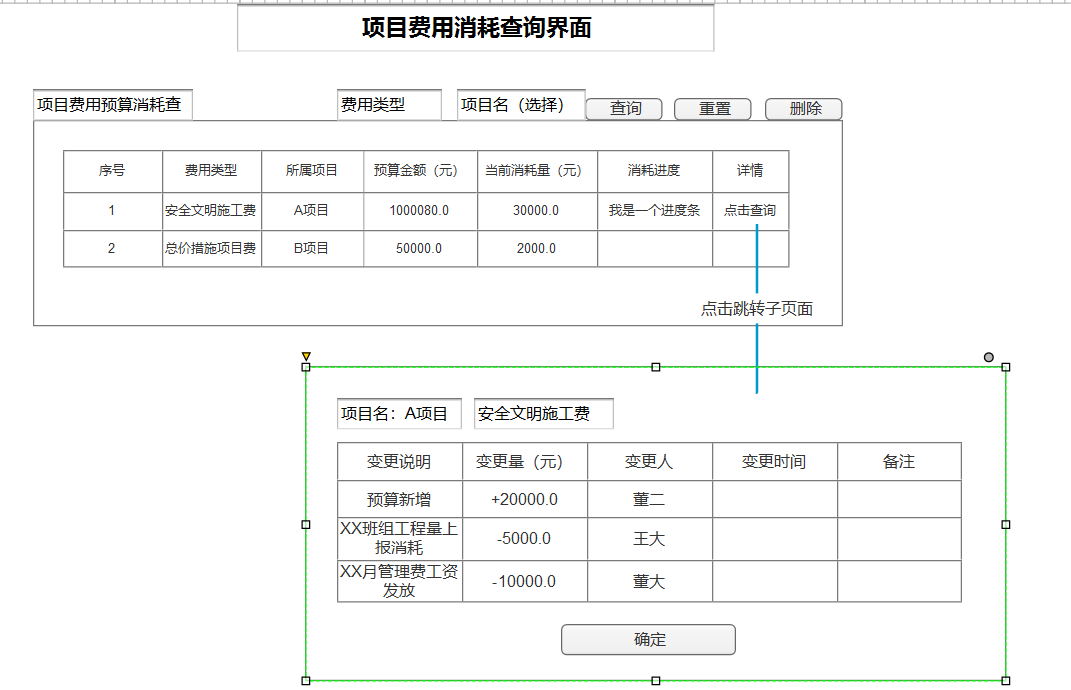 项目费用消耗查询界面
项目费用预算消耗查 费用类型 项目名（选择） 查询 重置 删除
序号 费用类型 所属项目 预算金额（元） 当前消耗量（元） 消耗进度 详情
1 安全文明施工费 A项目 1000080.0 30000.0 我是一个进度条 点击查询
2 总价措施项目费 B项目 50000.0 2000.0
点击跳转子页面
项目名：A项目 安全文明施工费
变更说明 变更量（元） 变更人 变更时间 备注
预算新增 +20000.0 董二
XX班组工程量上
报消耗 -5000.0 王大
XX月管理费工资
发放 -10000.0 董大
确定